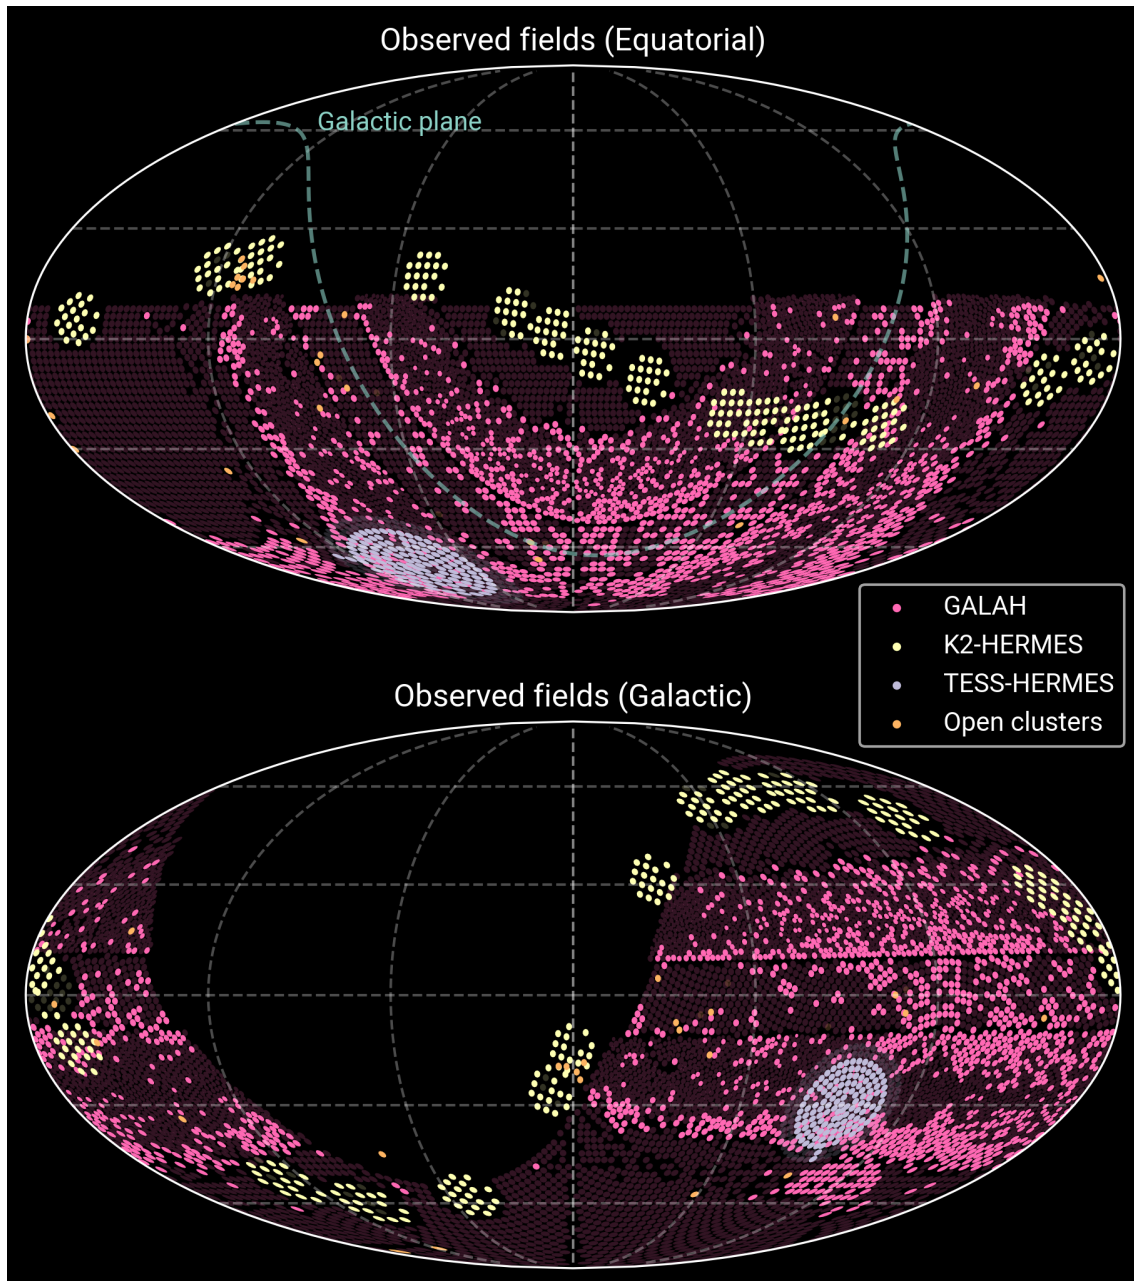 Observed fields (Equatorial)
Galactic plane
GALAH
K2-HERMES
TESS-HERMES
Open clusters
Observed fields (Galactic)